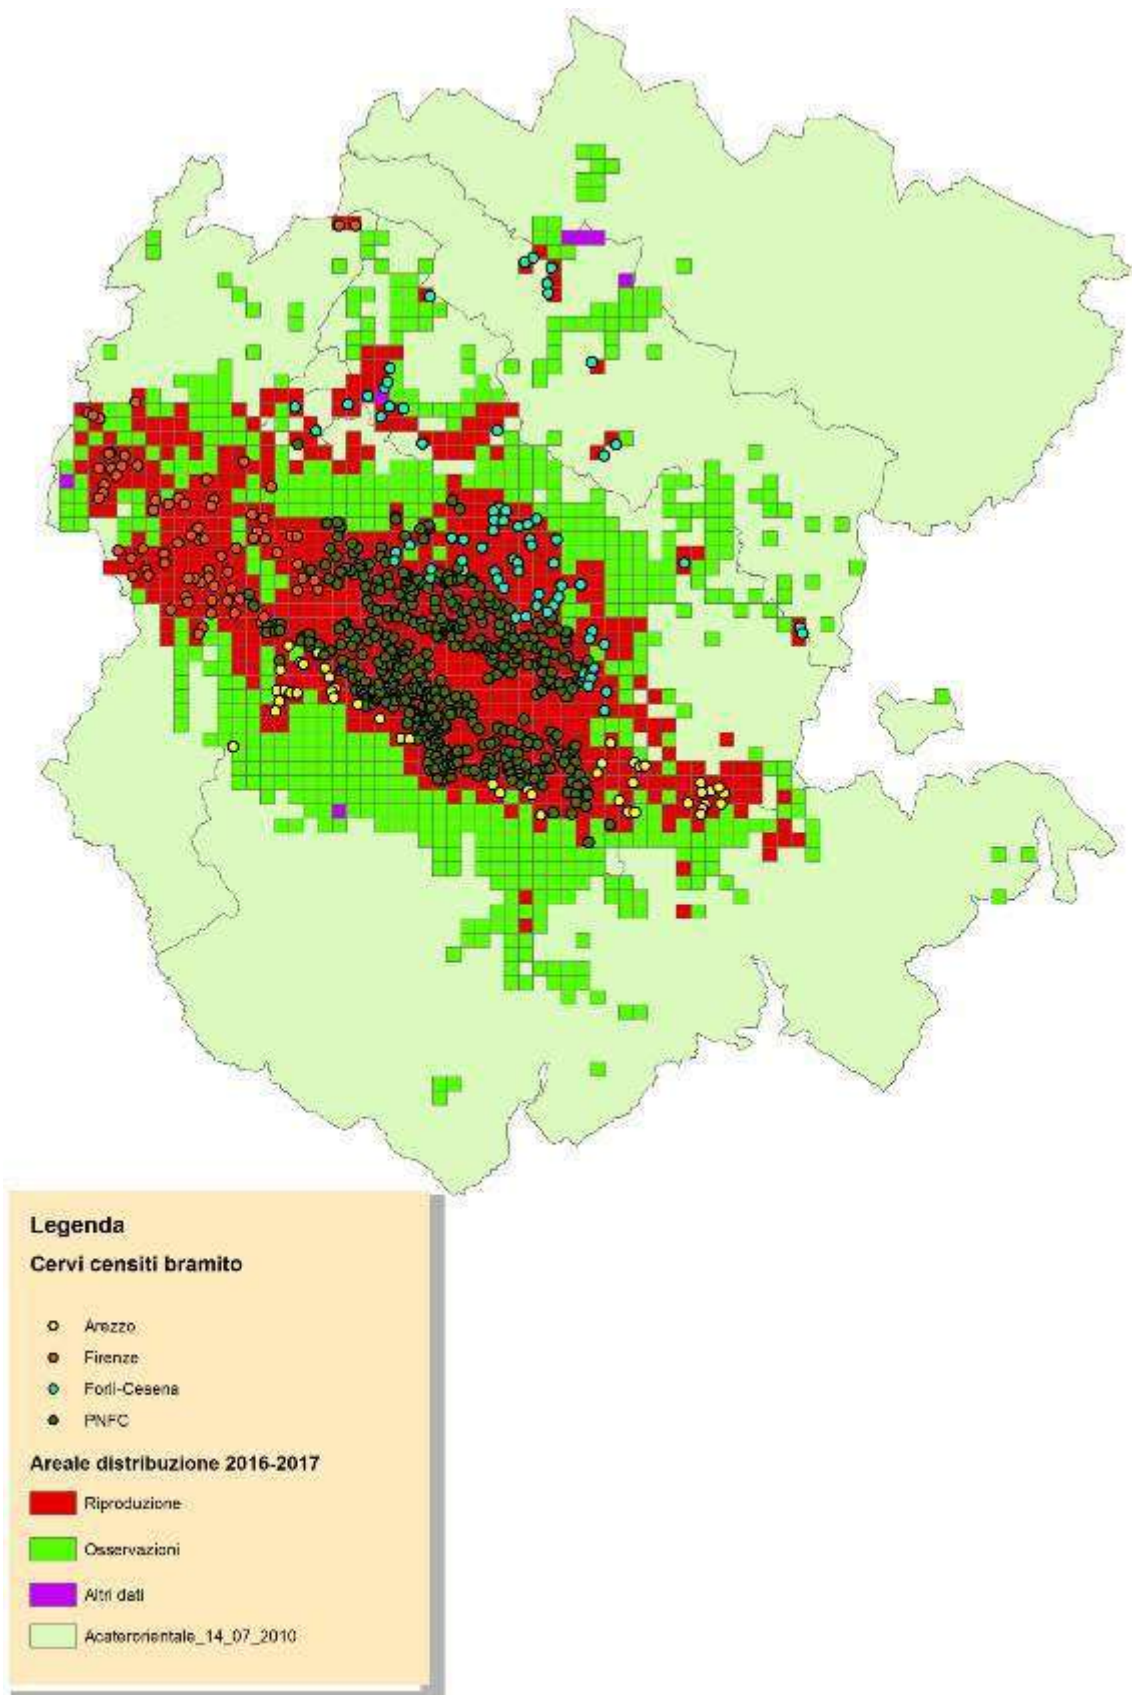 Legenda
Cervi censiti bramito
Arezzo
Firenze
Forlì-Cesena
PNFC
Areale distribuzione 2016-2017
Riproduzione
Osservazioni
Altri dati
Acaterorientale_14_07_2010